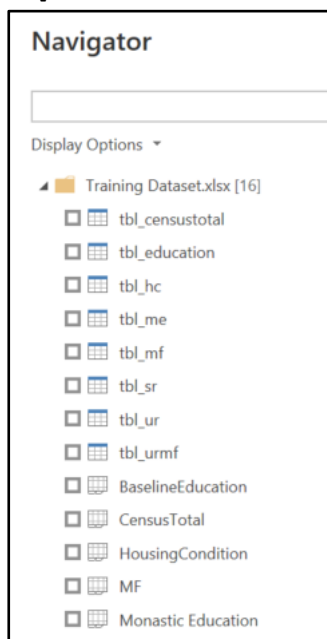 Navigator
Display Options
Training Dataset.xlsx [16]
tbl_censustotal
tbl_education
tbl_hc
tbl_me
tbl_mf
tbl_sr
tbl_ur
tbl_urmf
BaselineEducation
CensusTotal
HousingCondition
MF
Monastic Education